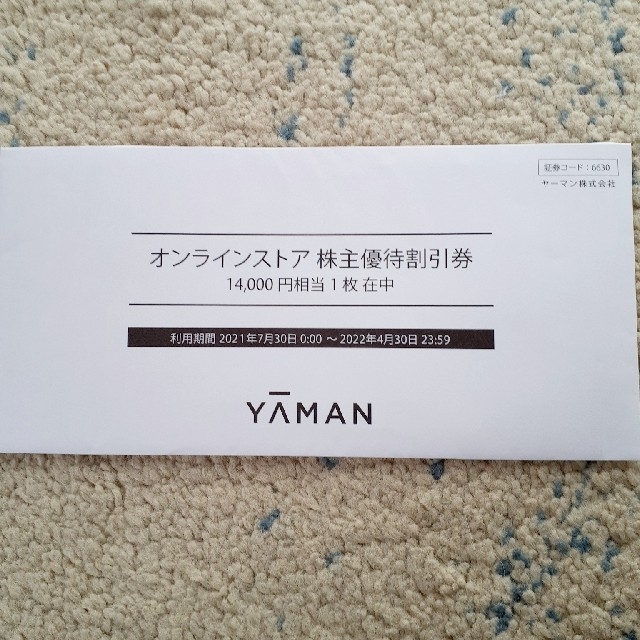 証券コード：6630
ヤーマン株式会社
オンラインストア 株主優待割引券
14,000 円相当 1 枚 在中
利用期間 2021年7月30日 0:00 ～ 2022年4月30日 23:59
YĀMAN